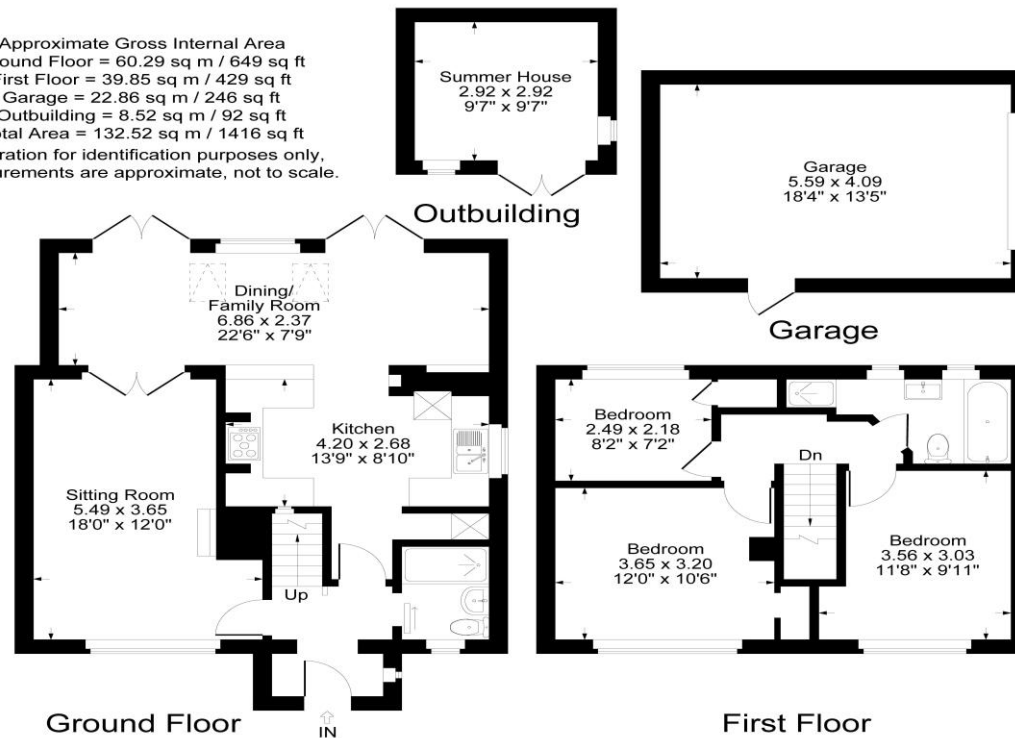 Approximate Gross Internal Area
ound Floor = 60.29 sq m / 649 sq ft
First Floor = 39.85 sq m / 429 sq ft
Garage = 22.86 sq m / 246 sq ft
Outbuilding = 8.52 sq m / 92 sq ft
tal Area = 132.52 sq m / 1416 sq ft
ration for identification purposes only,
urements are approximate, not to scale.
Summer House
2.92 x 2.92
9'7" x 9'7"
Outbuilding
Garage
5.59 x 4.09
18'4" x 13'5"
Garage
Dining/
Family Room
6.86 x 2.37
22'6" x 7'9"
Kitchen
4.20 x 2.68
13'9" x 8'10"
Sitting Room
5.49 x 3.65
18'0" x 12'0"
Up
IN
Ground Floor
Bedroom
2.49 x 2.18
8'2" x 7'2"
Dn
Bedroom
3.65 x 3.20
12'0" x 10'6"
Bedroom
3.56 x 3.03
11'8" x 9'11"
First Floor